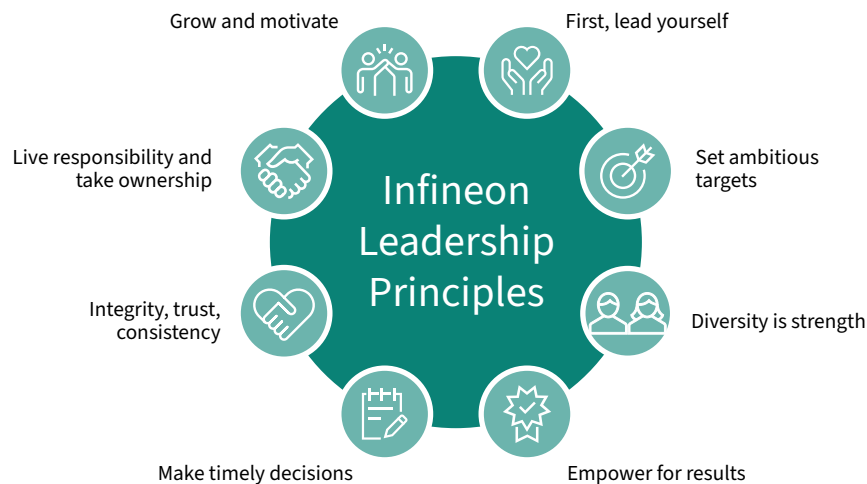 Grow and motivate
First, lead yourself
Live responsibility and
take ownership
Set ambitious
targets
Infineon
Leadership
Principles
Integrity, trust,
consistency
Diversity is strength
Make timely decisions
Empower for results